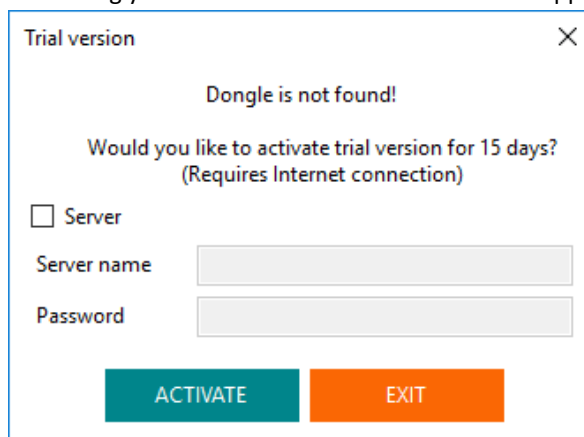 Trial version
Dongle is not found!
Would you like to activate trial version for 15 days?
(Requires Internet connection)
Server
Server name
Password
ACTIVATE EXIT